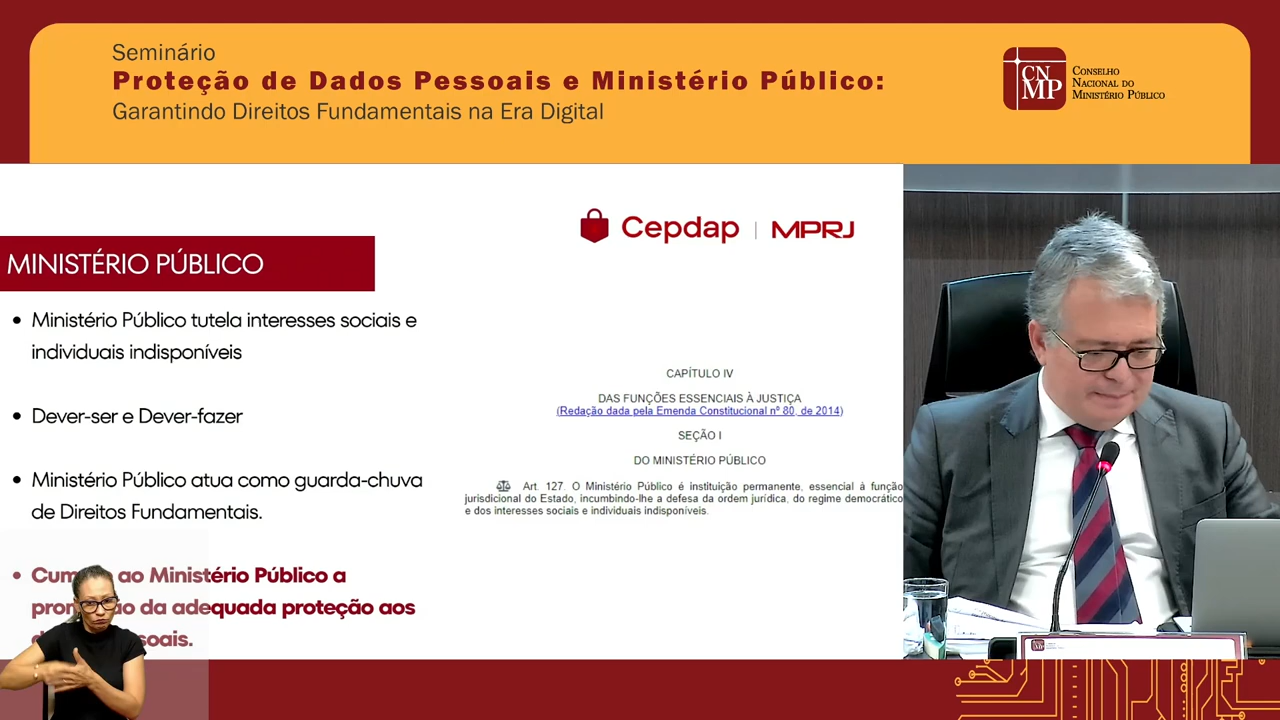 Seminário
Proteção de Dados Pessoais e Ministério Público:
Garantindo Direitos Fundamentais na Era Digital
CN
MP
Conselho
Nacional do
Ministério Público
Cepdap | MPRJ
MINISTÉRIO PÚBLICO
• Ministério Público tutela interesses sociais e
individuais indisponíveis
• Dever-ser e Dever-fazer
• Ministério Público atua como guarda-chuva
de Direitos Fundamentais.
• ao Ministério Público a
da adequada proteção aos
CAPÍTULO IV
DAS FUNÇÕES ESSENCIAIS À JUSTIÇA
(Redação dada pela Emenda Constitucional nº 80, de 2014)
SEÇÃO I
DO MINISTÉRIO PÚBLICO
Art. 127. O Ministério Público é instituição permanente, essencial à função
jurisdicional do Estado, incumbindo-lhe a defesa da ordem jurídica, do regime democrático
e dos interesses sociais e individuais indisponíveis.